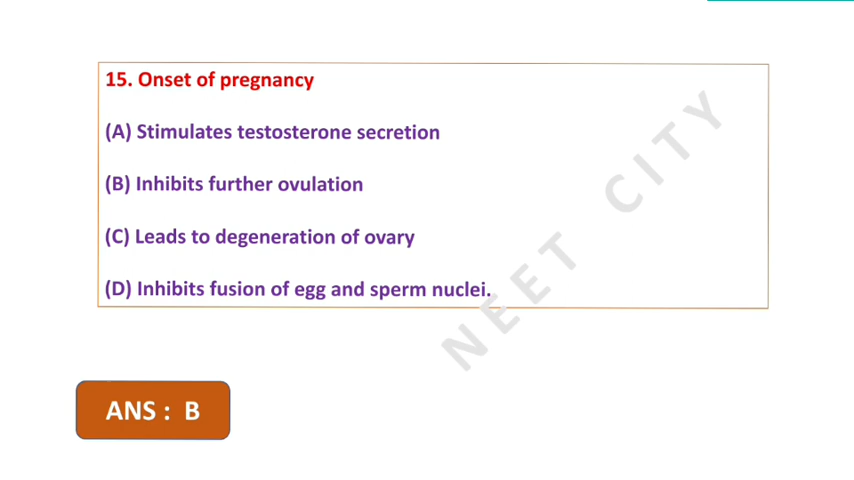 15. Onset of pregnancy
(A) Stimulates testosterone secretion
(B) Inhibits further ovulation
(C) Leads to degeneration of ovary
(D) Inhibits fusion of egg and sperm nuclei.
NEET CITY
ANS : B